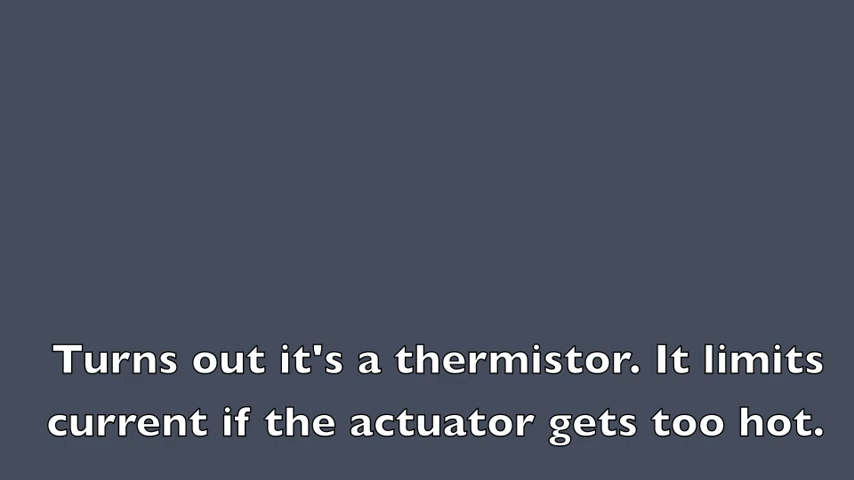 Turns out it's a thermistor. It limits
current if the actuator gets too hot.